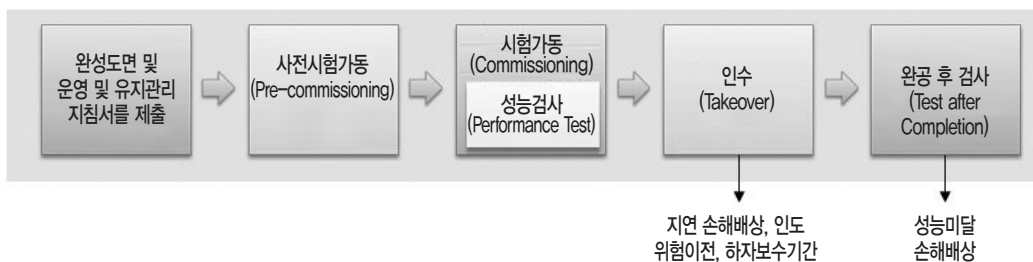 완성도면 및
운영 및 유지관리
지침서를 제출
사전시험가동
(Pre-commissioning)
시험가동
(Commissioning)
성능검사
(Performance Test)
인수
(Takeover)
완공 후 검사
(Test after
Completion)
지연 손해배상, 인도
위험이전, 하자보수기간
성능미달
손해배상